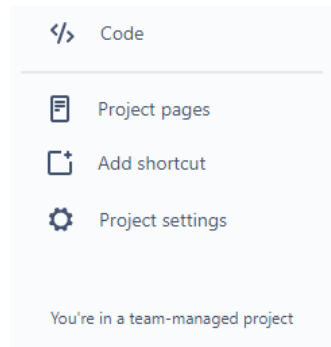 Code
Project pages
Add shortcut
Project settings
You're in a team-managed project